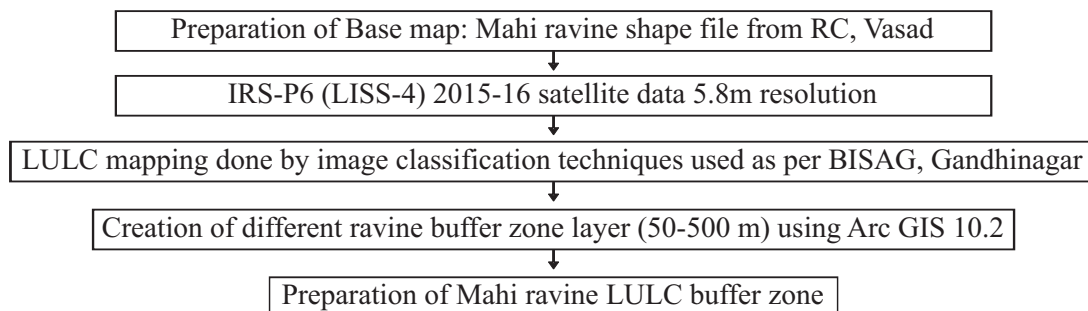 Preparation of Base map: Mahi ravine shape file from RC, Vasad
IRS-P6 (LISS-4) 2015-16 satellite data 5.8m resolution
LULC mapping done by image classification techniques used as per BISAG, Gandhinagar
Creation of different ravine buffer zone layer (50-500 m) using Arc GIS 10.2
Preparation of Mahi ravine LULC buffer zone